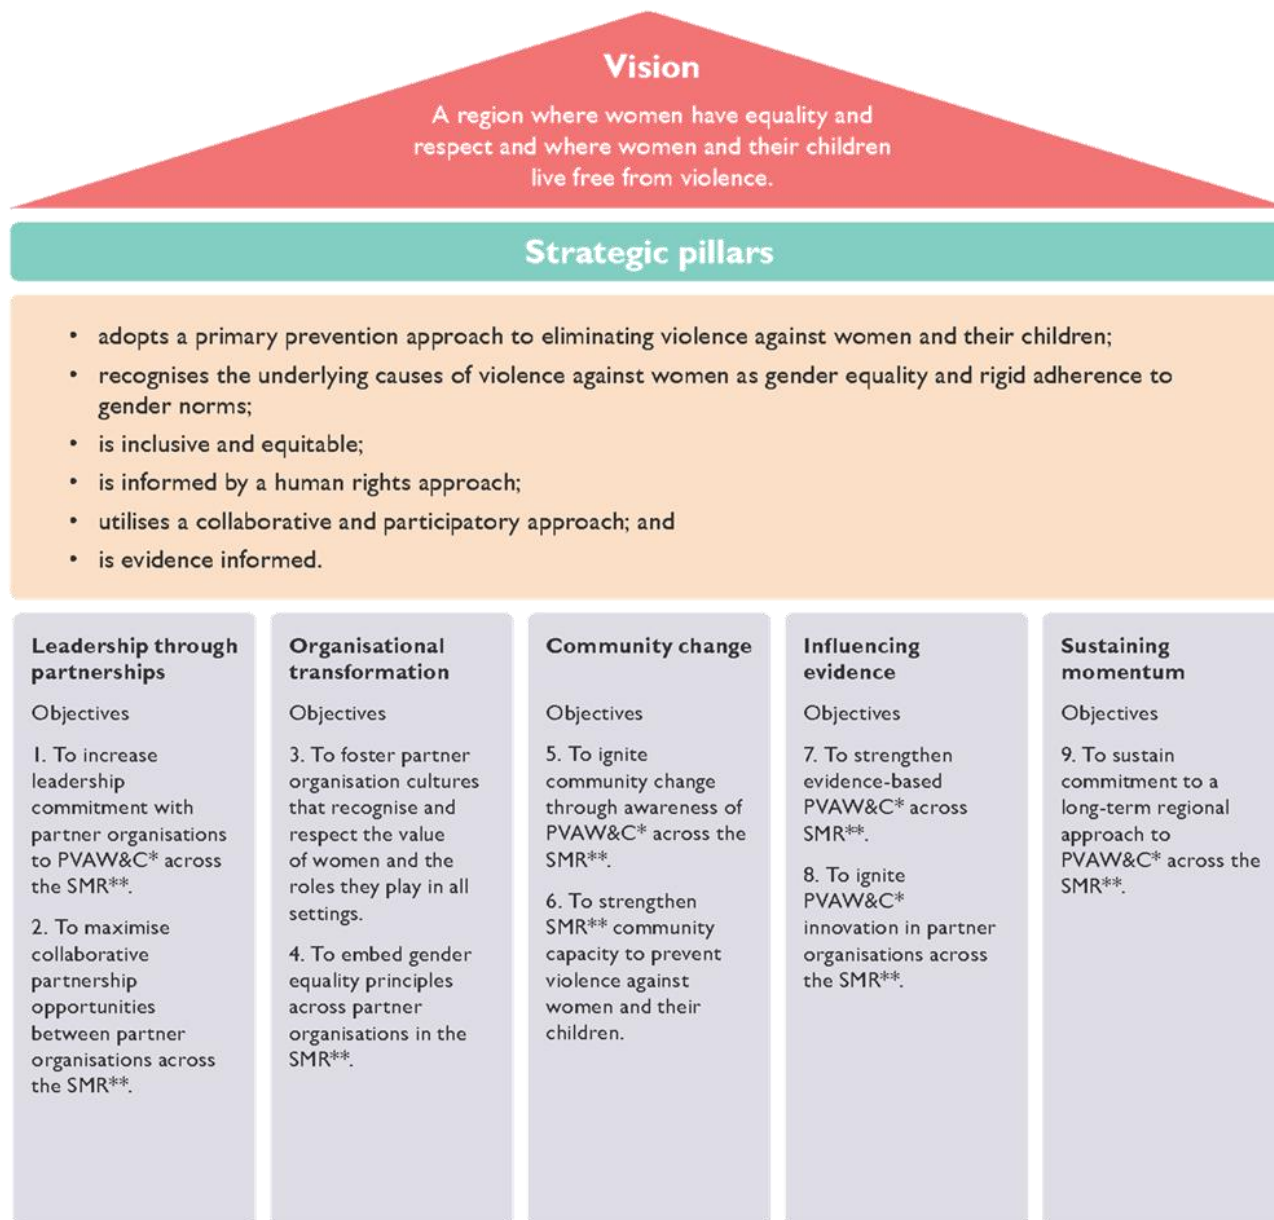 Vision
A region where women have equality and
respect and where women and their children
live free from violence.
Strategic pillars
• adopts a primary prevention approach to eliminating violence against women and their children;
• recognises the underlying causes of violence against women as gender equality and rigid adherence to
gender norms;
• is inclusive and equitable;
• is informed by a human rights approach;
• utilises a collaborative and participatory approach; and
• is evidence informed.
Leadership through
partnerships
Objectives
1. To increase
leadership
commitment with
partner organisations
to PVAW&C* across
the SMR**.
2. To maximise
collaborative
partnership
opportunities
between partner
organisations across
the SMR**.
Organisational
transformation
Objectives
3. To foster partner
organisation cultures
that recognise and
respect the value
of women and the
roles they play in all
settings.
4. To embed gender
equality principles
across partner
organisations in the
SMR**.
Community change
Objectives
5. To ignite
community change
through awareness of
PVAW&C* across the
SMR**.
6. To strengthen
SMR** community
capacity to prevent
violence against
women and their
children.
Influencing
evidence
Objectives
7. To strengthen
evidence-based
PVAW&C* across
SMR**.
8. To ignite
PVAW&C*
innovation in partner
organisations across
the SMR**.
Sustaining
momentum
Objectives
9. To sustain
commitment to a
long-term regional
approach to
PVAW&C* across the
SMR**.